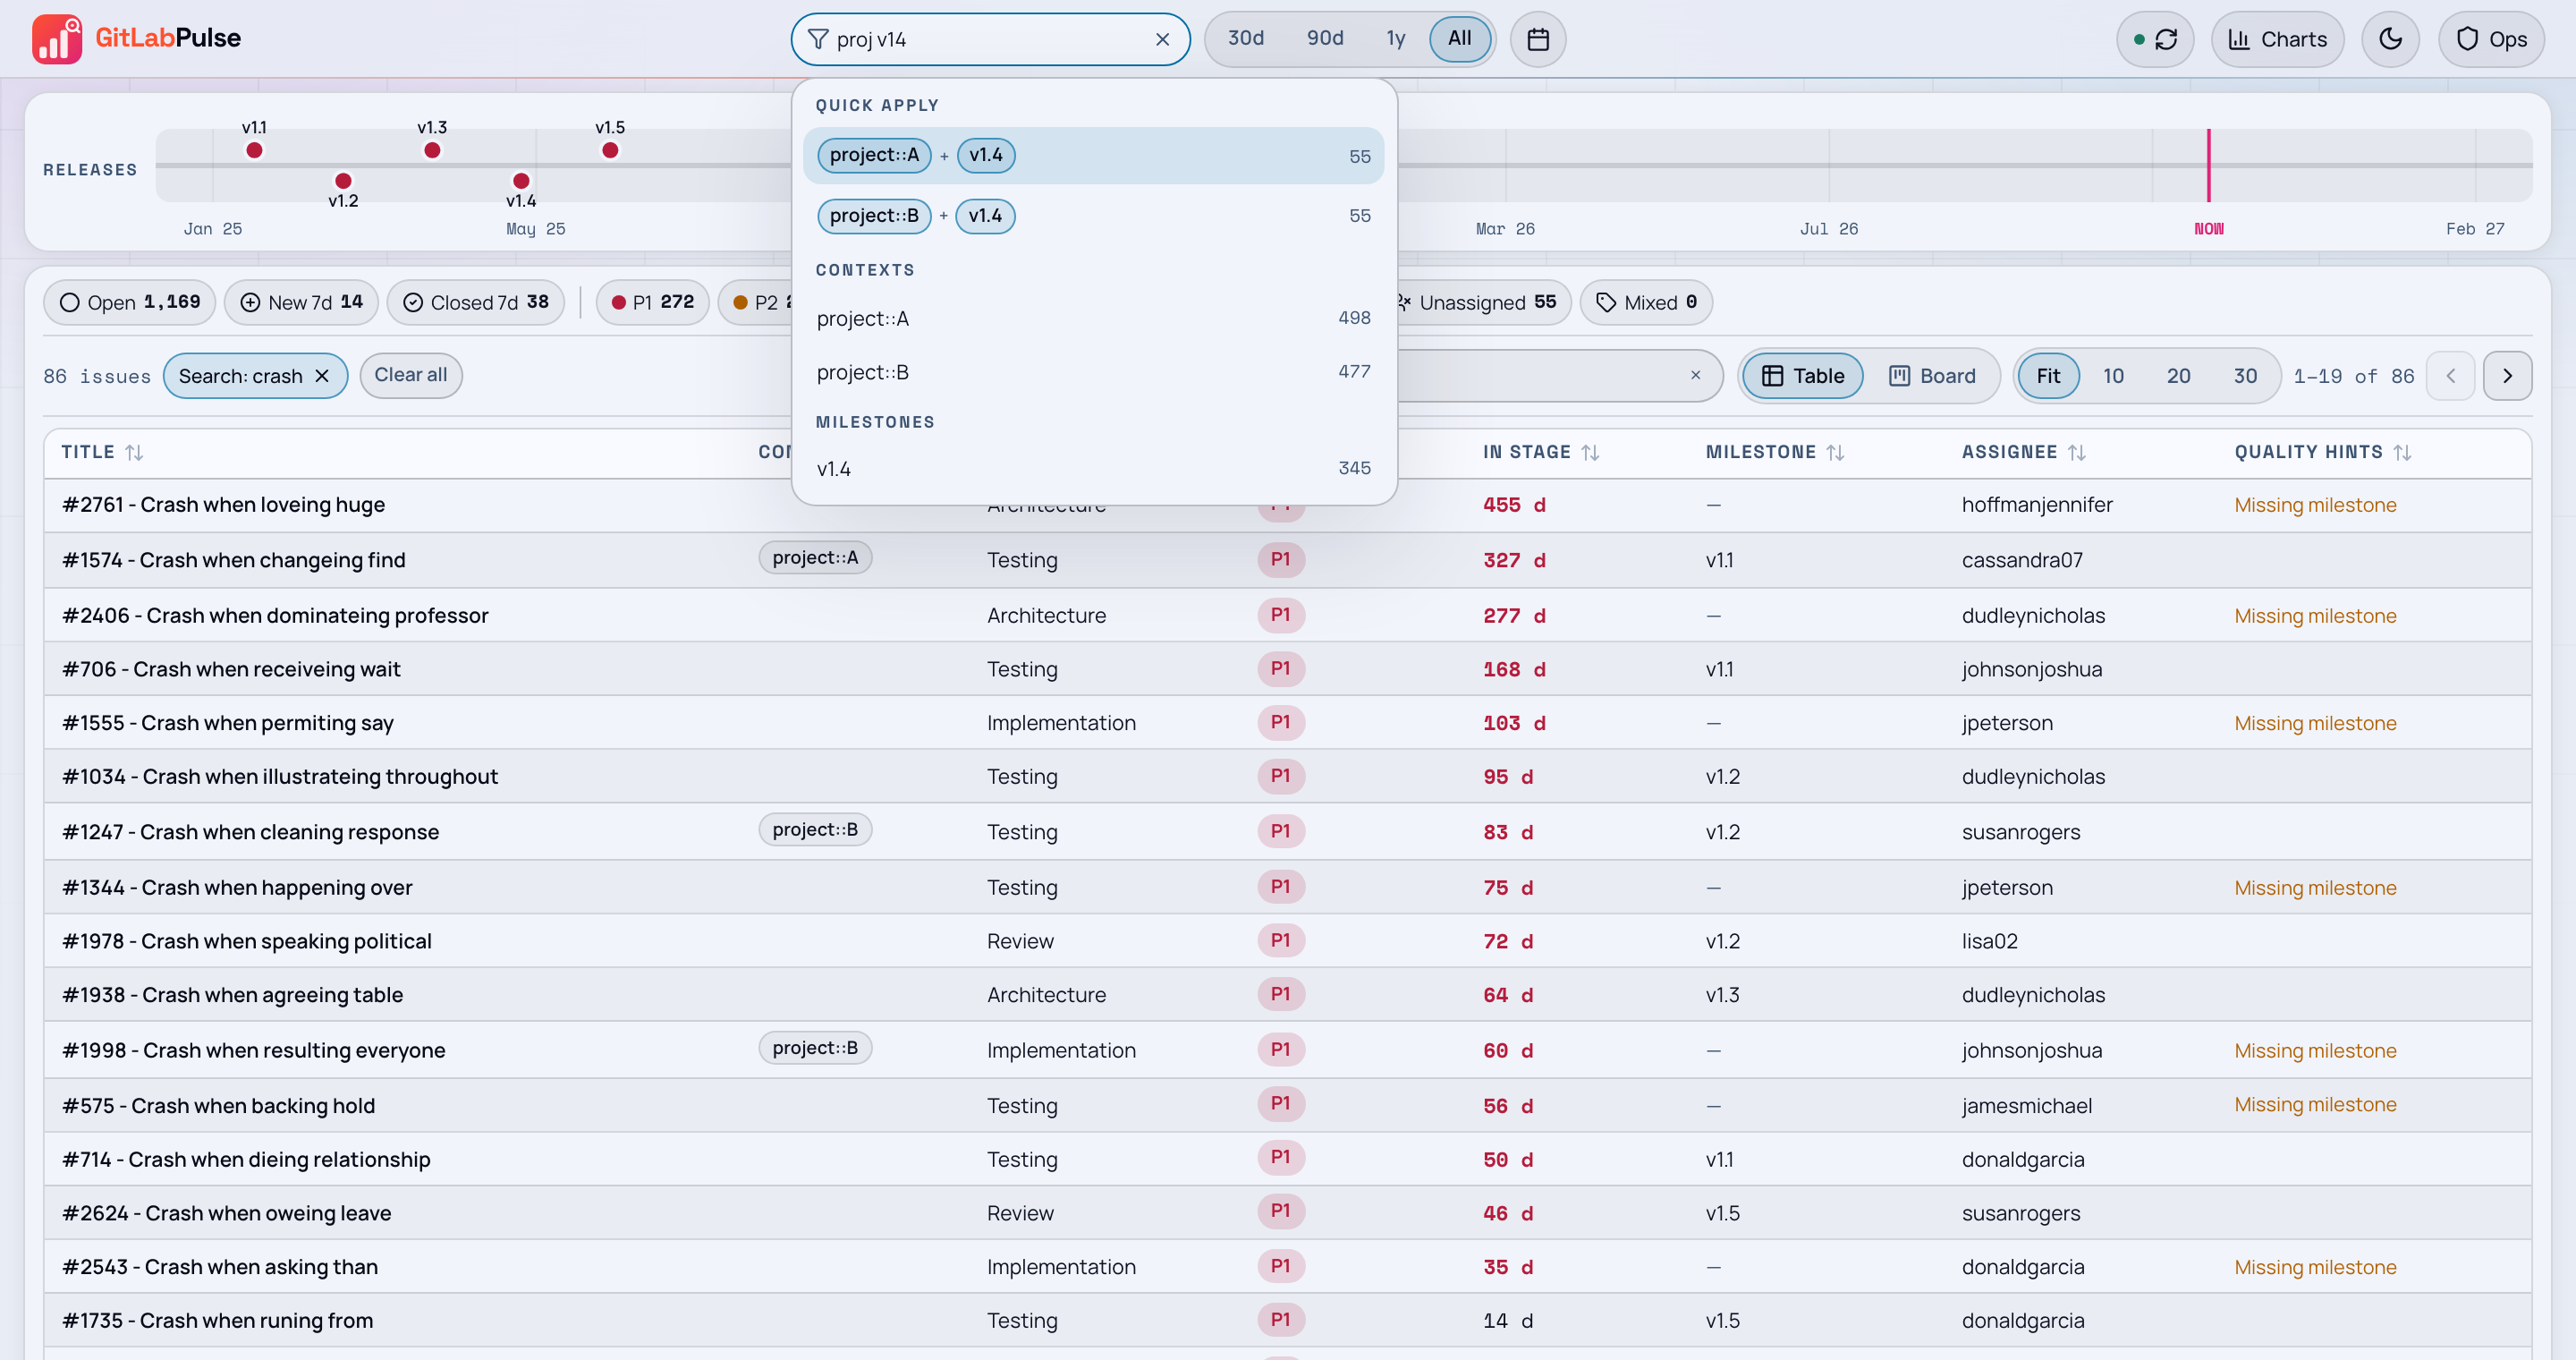 GitLabPulse
proj v14
30d 90d 1y All
Charts
Ops
QUICK APPLY
project::A + v1.4 55
project::B + v1.4 55
CONTEXTS
project::A 498
project::B 477
MILESTONES
v1.4 345
RELEASES
v1.1 v1.3 v1.5
v1.2 v1.4
Jan 25 May 25 Mar 26 Jul 26 NOW Feb 27
Open 1,169 New 7d 14 Closed 7d 38 P1 272 P2 Unassigned 55 Mixed 0
86 issues Search: crash Clear all Table Board Fit 10 20 30 1–19 of 86
TITLE IN STAGE MILESTONE ASSIGNEE QUALITY HINTS
#2761 - Crash when loveing huge Architecture P1 455 d — hoffmanjennifer Missing milestone
#1574 - Crash when changeing find project::A Testing P1 327 d v1.1 cassandra07
#2406 - Crash when dominateing professor Architecture P1 277 d — dudleynicholas Missing milestone
#706 - Crash when receiveing wait Testing P1 168 d v1.1 johnsonjoshua
#1555 - Crash when permiting say Implementation P1 103 d — jpeterson Missing milestone
#1034 - Crash when illustrateing throughout Testing P1 95 d v1.2 dudleynicholas
#1247 - Crash when cleaning response project::B Testing P1 83 d v1.2 susanrogers
#1344 - Crash when happening over Testing P1 75 d — jpeterson Missing milestone
#1978 - Crash when speaking political Review P1 72 d v1.2 lisa02
#1938 - Crash when agreeing table Architecture P1 64 d v1.3 dudleynicholas
#1998 - Crash when resulting everyone project::B Implementation P1 60 d — johnsonjoshua Missing milestone
#575 - Crash when backing hold Testing P1 56 d — jamesmichael Missing milestone
#714 - Crash when dieing relationship Testing P1 50 d v1.1 donaldgarcia
#2624 - Crash when oweing leave Review P1 46 d v1.5 susanrogers
#2543 - Crash when asking than Implementation P1 35 d — donaldgarcia Missing milestone
#1735 - Crash when runing from Testing P1 14 d v1.5 donaldgarcia